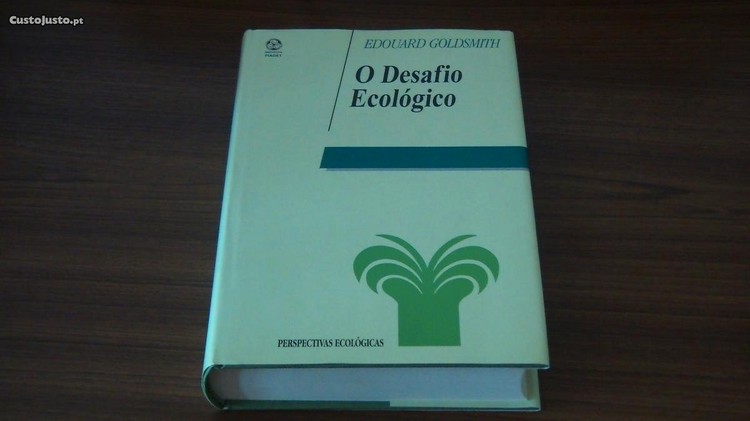 CustoJusto.pt
EDOUARD GOLDSMITH
O Desafio
Ecológico
PERSPECTIVAS ECOLÓGICAS